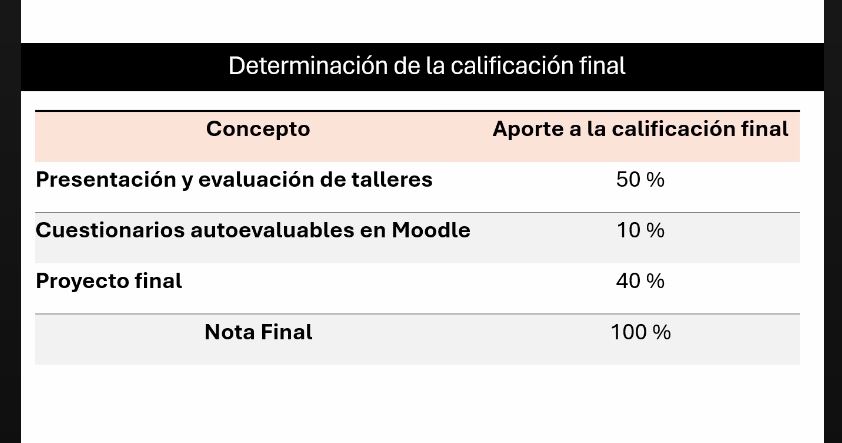 Determinación de la calificación final
Concepto Aporte a la calificación final
Presentación y evaluación de talleres 50 %
Cuestionarios autoevaluables en Moodle 10 %
Proyecto final 40 %
Nota Final 100 %